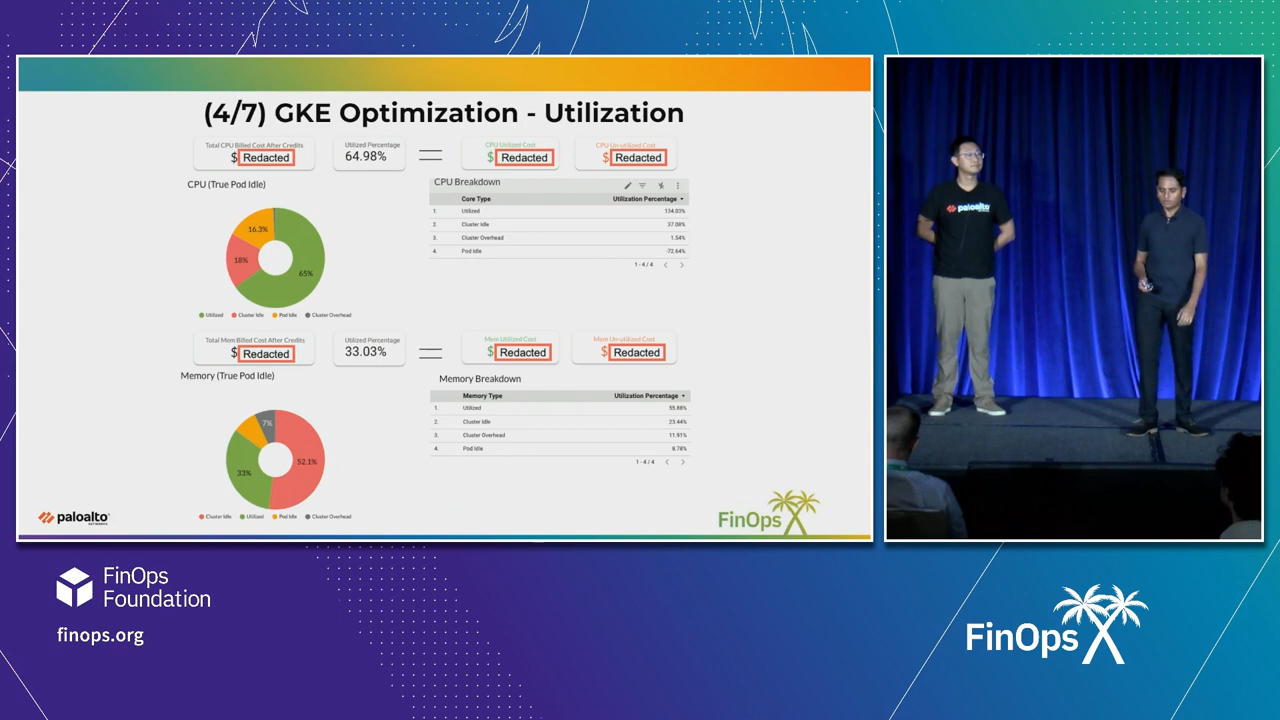 (4/7) GKE Optimization - Utilization
Total CPU Billed Cost After Credits
$ Redacted
Utilized Percentage
64.98%
CPU Utilized Cost
$ Redacted
CPU Un-utilized Cost
$ Redacted
CPU (True Pod Idle)
16.3%
18%
65%
Utilized Cluster Idle Pod Idle Cluster Overhead
CPU Breakdown
Core Type Utilization Percentage
1. Utilized 134.03%
2. Cluster Idle 37.08%
3. Cluster Overhead 1.54%
4. Pod Idle -72.64%
1 - 4 / 4
Total Mem Billed Cost After Credits
$ Redacted
Utilized Percentage
33.03%
Mem Utilized Cost
$ Redacted
Mem Un-utilized Cost
$ Redacted
Memory (True Pod Idle)
7%
52.1%
33%
Cluster Idle Utilized Pod Idle Cluster Overhead
Memory Breakdown
Memory Type Utilization Percentage
1. Utilized 55.88%
2. Cluster Idle 23.44%
3. Cluster Overhead 11.91%
4. Pod Idle 8.78%
1 - 4 / 4
paloalto
NETWORKS
FinOps X
paloalto
FinOps
Foundation
finops.org
FinOps X